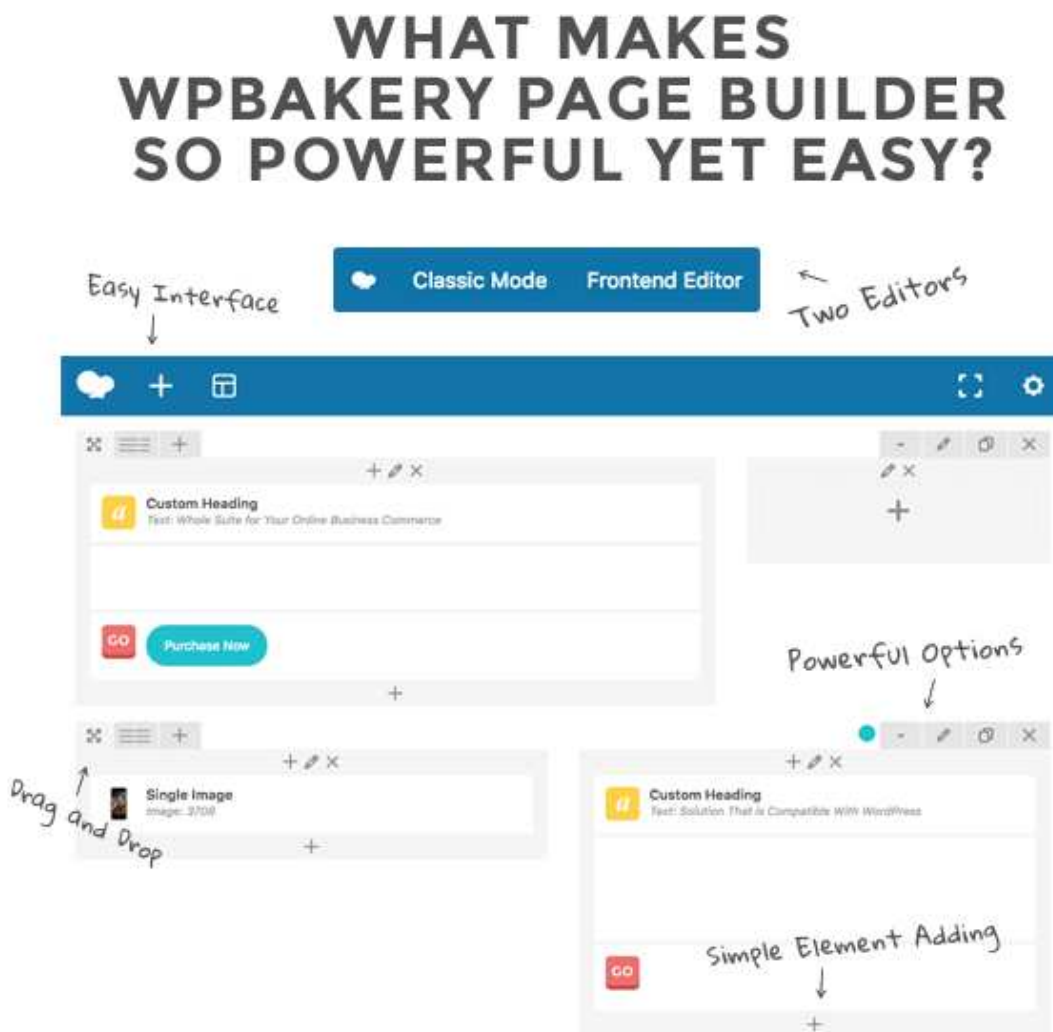 WHAT MAKES
WPBAKERY PAGE BUILDER
SO POWERFUL YET EASY?
Easy Interface
Classic Mode Frontend Editor
Two Editors
Custom Heading
Text: Whole Suite for Your Online Business Commerce
GO Purchase Now
Powerful Options
Drag and Drop
Single Image
Image: 3708
Custom Heading
Text: Solution That is Compatible With WordPress
Simple Element Adding
GO